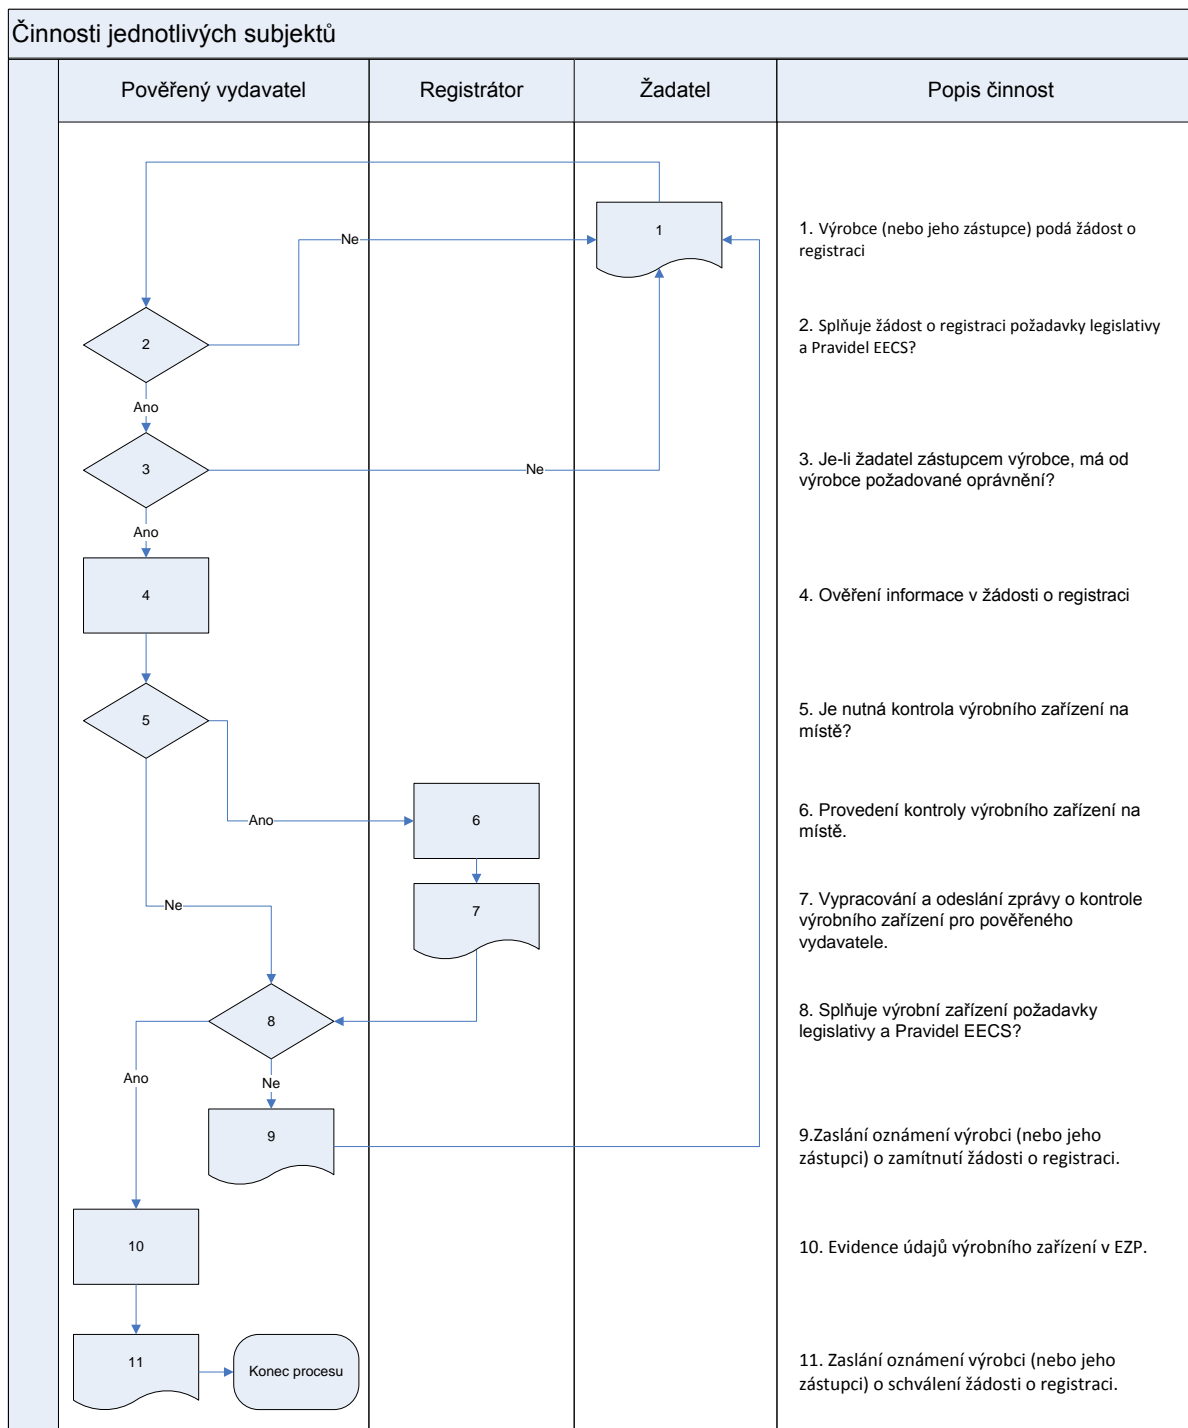 Činnosti jednotlivých subjektů
Pověřený vydavatel
Registrátor
Žadatel
Popis činnost
1
1. Výrobce (nebo jeho zástupce) podá žádost o
registraci
Ne
2
2. Splňuje žádost o registraci požadavky legislativy
a Pravidel EECS?
Ano
3
Ne
3. Je-li žadatel zástupcem výrobce, má od
výrobce požadované oprávnění?
Ano
4
4. Ověření informace v žádosti o registraci
5
5. Je nutná kontrola výrobního zařízení na
místě?
Ano
6
6. Provedení kontroly výrobního zařízení na
místě.
Ne
7
7. Vypracování a odeslání zprávy o kontrole
výrobního zařízení pro pověřeného
vydavatele.
8
8. Splňuje výrobní zařízení požadavky
legislativy a Pravidel EECS?
Ano
Ne
9
9.Zaslání oznámení výrobci (nebo jeho
zástupci) o zamítnutí žádosti o registraci.
10
10. Evidence údajů výrobního zařízení v EZP.
11
Konec procesu
11. Zaslání oznámení výrobci (nebo jeho
zástupci) o schválení žádosti o registraci.